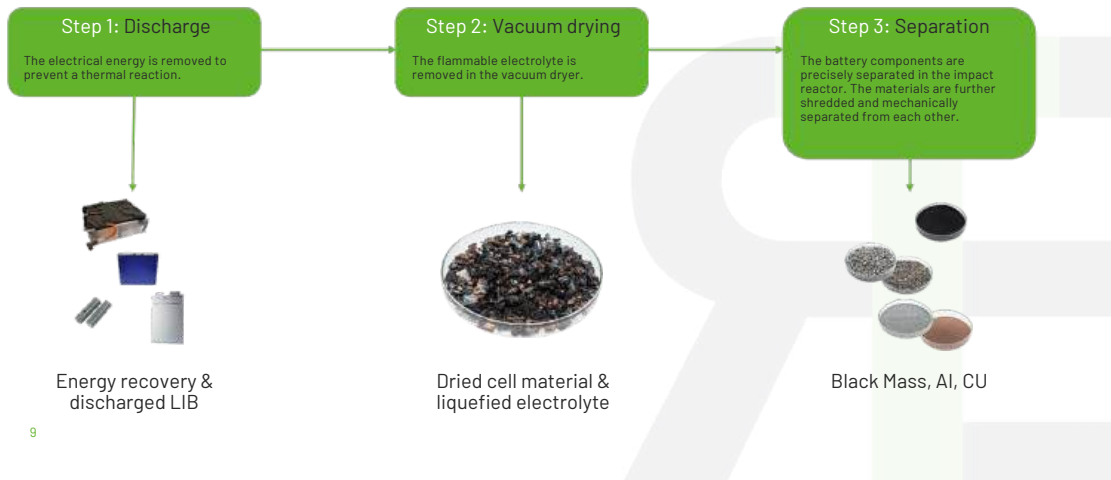 Step 1: Discharge
The electrical energy is removed to
prevent a thermal reaction.
Step 2: Vacuum drying
The flammable electrolyte is
removed in the vacuum dryer.
Step 3: Separation
The battery components are
precisely separated in the impact
reactor. The materials are further
shredded and mechanically
separated from each other.
Energy recovery &
discharged LIB
Dried cell material &
liquefied electrolyte
Black Mass, Al, CU
9